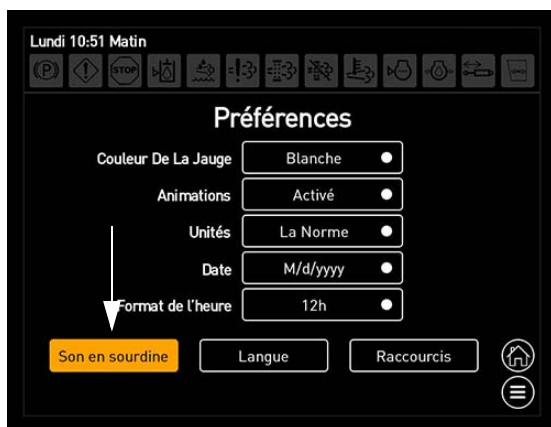 Lundi 10:51 Matin
STOP
Préférences
Couleur De La Jauge Blanche
Animations Activé
Unités La Norme
Date M/d/yyyy
Format de l'heure 12h
Son en sourdine Langue Raccourcis